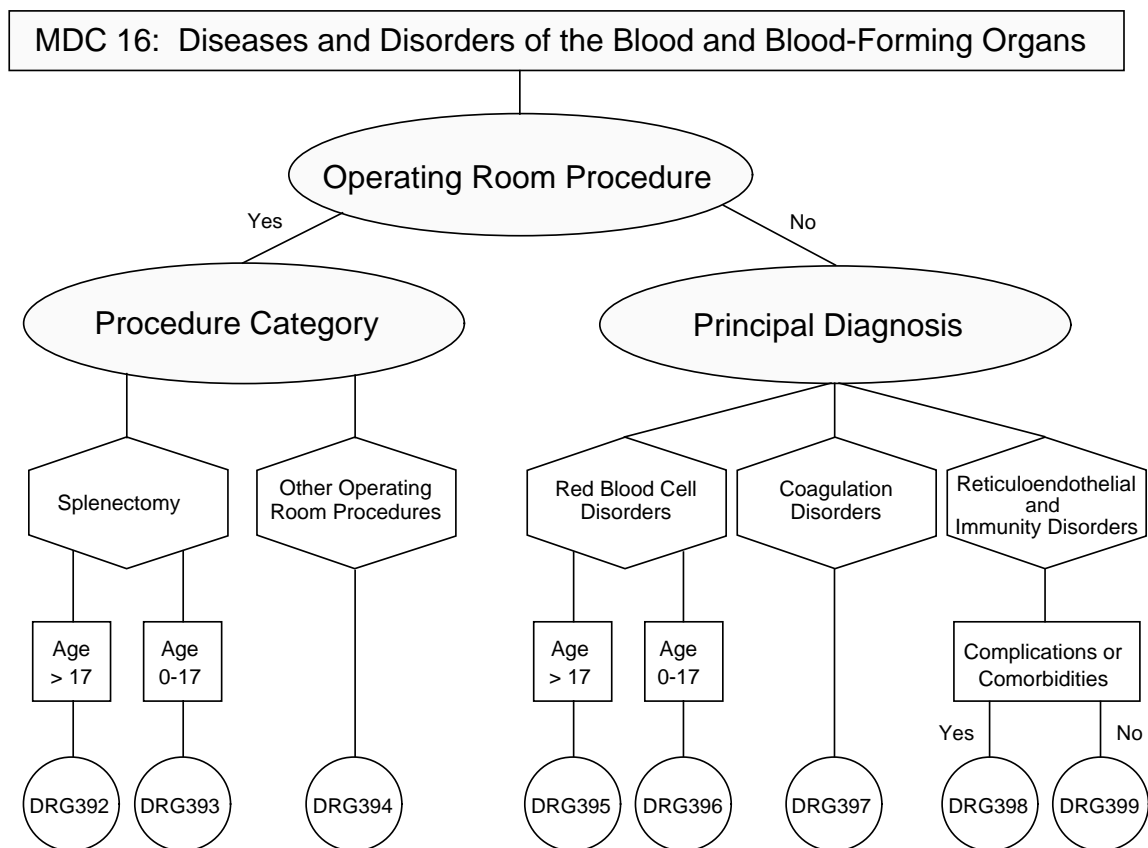 MDC 16: Diseases and Disorders of the Blood and Blood-Forming Organs
Operating Room Procedure
Yes
No
Procedure Category
Principal Diagnosis
Splenectomy
Other Operating
Room Procedures
Red Blood Cell
Disorders
Coagulation
Disorders
Reticuloendothelial
and
Immunity Disorders
Age
> 17
Age
0-17
Age
> 17
Age
0-17
Complications or
Comorbidities
Yes
No
DRG392
DRG393
DRG394
DRG395
DRG396
DRG397
DRG398
DRG399